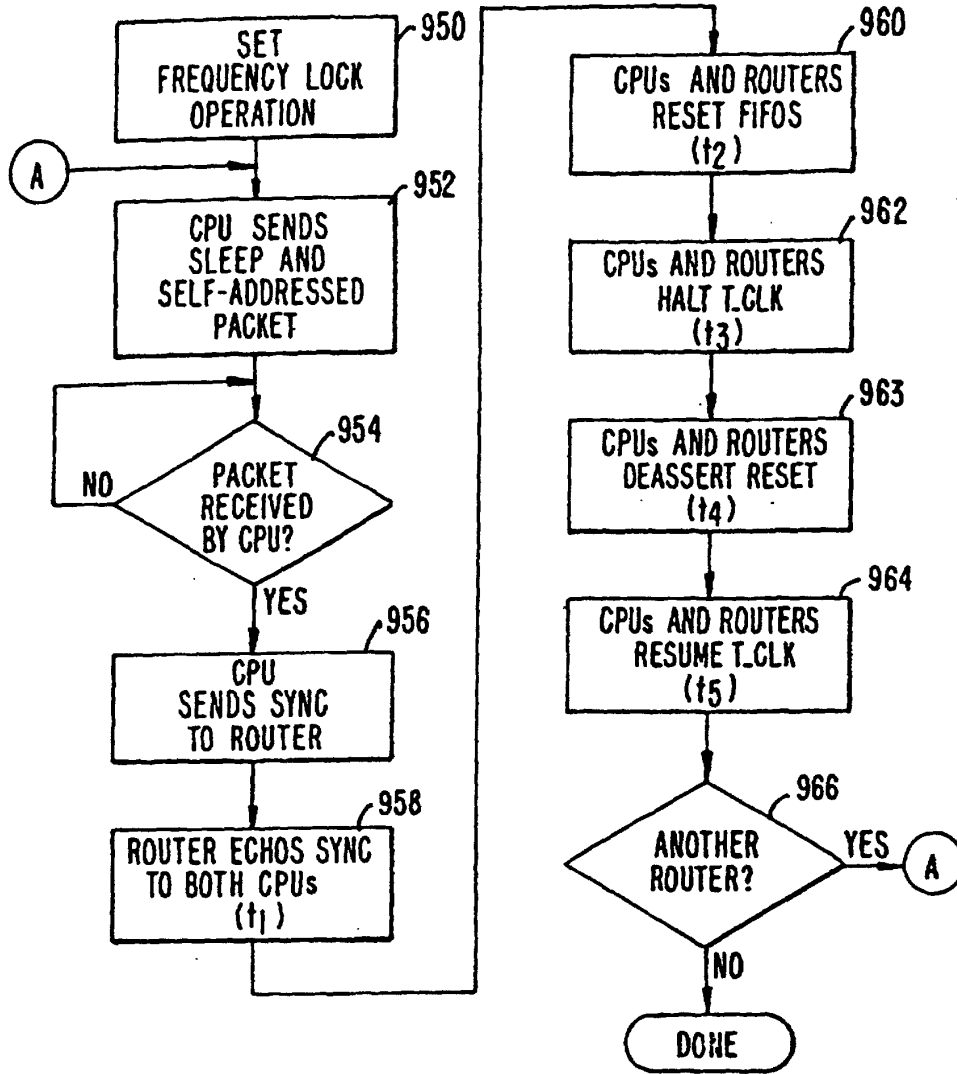 950
SET
FREQUENCY LOCK
OPERATION
A
952
CPU SENDS
SLEEP AND
SELF-ADDRESSED
PACKET
954
NO
PACKET
RECEIVED
BY CPU?
YES
956
CPU
SENDS SYNC
TO ROUTER
958
ROUTER ECHOS SYNC
TO BOTH CPUs
(t1)
960
CPUs AND ROUTERS
RESET FIFOS
(t2)
962
CPUs AND ROUTERS
HALT T_CLK
(t3)
963
CPUs AND ROUTERS
DEASSERT RESET
(t4)
964
CPUs AND ROUTERS
RESUME T_CLK
(t5)
966
ANOTHER
ROUTER?
YES
A
NO
DONE